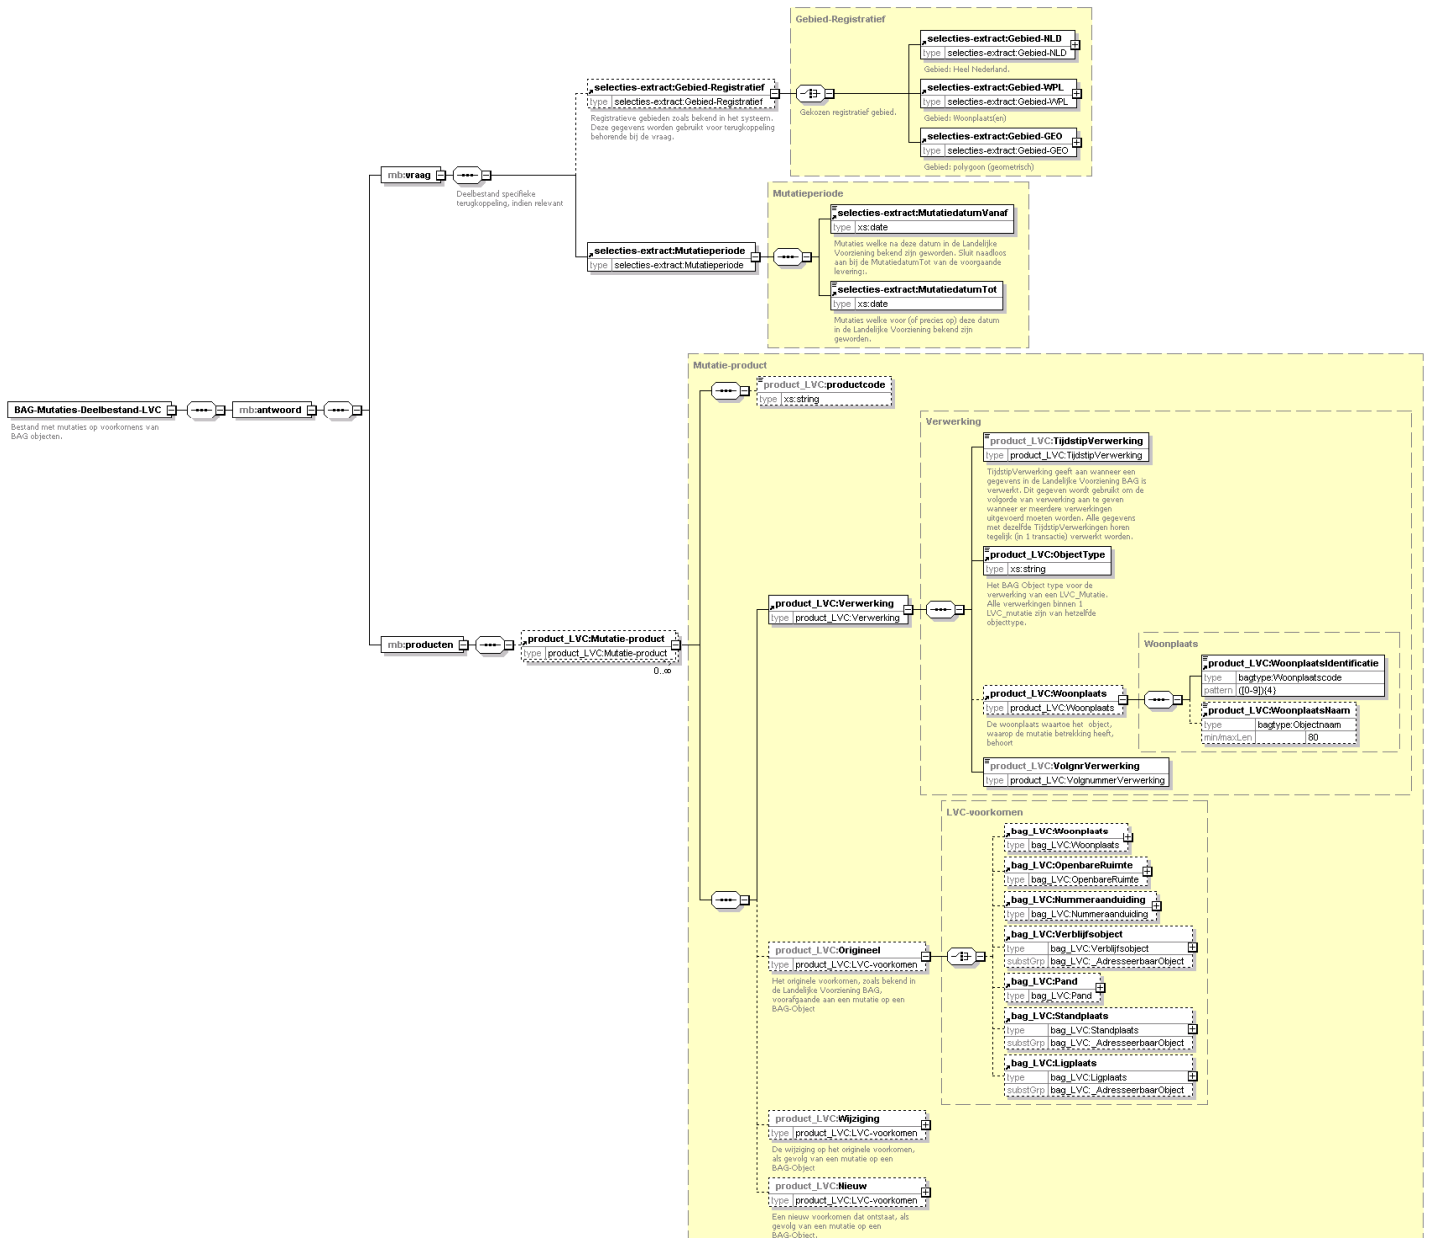 Gebied-Registratief
selecties-extract:Gebied-NLD
type selecties-extract:Gebied-NLD
Gebied: Heel Nederland.
selecties-extract:Gebied-Registratief
type selecties-extract:Gebied-Registratief
Registratieve gebieden zoals bekend in het systeem.
Deze gegevens worden gebruikt voor terugkoppeling
behorende bij de vraag.
Gekozen registratief gebied.
selecties-extract:Gebied-WPL
type selecties-extract:Gebied-WPL
Gebied: Woonplaats(en)
selecties-extract:Gebied-GEO
type selecties-extract:Gebied-GEO
Gebied: polygoon (geometrisch)
mb:vraag
Deelbestand specifieke
terugkoppeling, indien relevant
Mutatieperiode
selecties-extract:MutatiedatumVanaf
type xs:date
Mutaties welke na deze datum in de Landelijke
Voorziening bekend zijn geworden. Sluit naadloos
aan bij de MutatiedatumTot van de voorgaande
levering:.
selecties-extract:Mutatieperiode
type selecties-extract:Mutatieperiode
selecties-extract:MutatiedatumTot
type xs:date
Mutaties welke voor (of precies op) deze datum
in de Landelijke Voorziening bekend zijn
geworden.
BAG-Mutaties-Deelbestand-LVC
Bestand met mutaties op voorkomens van
BAG objecten.
mb:antwoord
Mutatie-product
product_LVC:productcode
type xs:string
Verwerking
product_LVC:TijdstipVerwerking
type product_LVC:TijdstipVerwerking
TijdstipVerwerking geeft aan wanneer een
gegevens in de Landelijke Voorziening BAG is
verwerkt. Dit gegeven wordt gebruikt om de
volgorde van verwerking aan te geven
wanneer er meerdere verwerkingen
uitgevoerd moeten worden. Alle gegevens
met dezelfde TijdstipVerwerkingen horen
tegelijk (in 1 transactie) verwerkt worden.
product_LVC:ObjectType
type xs:string
Het BAG Object type voor de
verwerking van een LVC_Mutatie.
Alle verwerkingen binnen 1
LVC_mutatie zijn van hetzelfde
objecttype.
product_LVC:Verwerking
type product_LVC:Verwerking
mb:producten
product_LVC:Mutatie-product
type product_LVC:Mutatie-product
0..∞
Woonplaats
product_LVC:WoonplaatsIdentificatie
type bagtype:Woonplaatscode
pattern ([0-9]){4}
product_LVC:Woonplaats
type product_LVC:Woonplaats
De woonplaats waartoe het object,
waarop de mutatie betrekking heeft,
behoort
product_LVC:WoonplaatsNaam
type bagtype:Objectnaam
min/maxLen 80
product_LVC:VolgnrVerwerking
type product_LVC:VolgnummerVerwerking
LVC-voorkomen
bag_LVC:Woonplaats
type bag_LVC:Woonplaats
bag_LVC:OpenbareRuimte
type bag_LVC:OpenbareRuimte
bag_LVC:Nummeraanduiding
type bag_LVC:Nummeraanduiding
bag_LVC:Verblijfsobject
type bag_LVC:Verblijfsobject
substGrp bag_LVC:_AdresseerbaarObject
product_LVC:Origineel
type product_LVC:LVC-voorkomen
Het originele voorkomen, zoals bekend in
de Landelijke Voorziening BAG,
voorafgaande aan een mutatie op een
BAG-Object
bag_LVC:Pand
type bag_LVC:Pand
bag_LVC:Standplaats
type bag_LVC:Standplaats
substGrp bag_LVC:_AdresseerbaarObject
bag_LVC:Ligplaats
type bag_LVC:Ligplaats
substGrp bag_LVC:_AdresseerbaarObject
product_LVC:Wijziging
type product_LVC:LVC-voorkomen
De wijziging op het originele voorkomen,
als gevolg van een mutatie op een
BAG-Object
product_LVC:Nieuw
type product_LVC:LVC-voorkomen
Een nieuw voorkomen dat ontstaat, als
gevolg van een mutatie op een
BAG-Object.